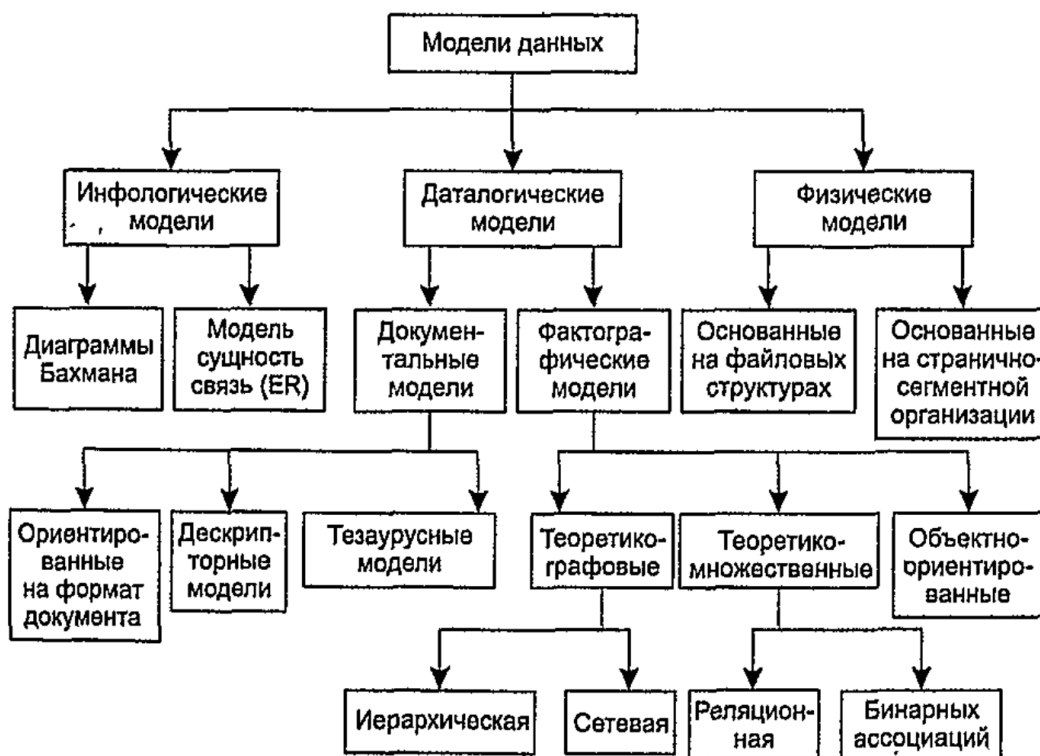 Модели данных
Инфологические
модели
Даталогические
модели
Физические
модели
Диаграммы
Бахмана
Модель
сущность
связь (ER)
Докумен-
тальные
модели
Фактогра-
фические
модели
Основанные
на файловых
структурах
Основанные
на странично-
сегментной
организации
Ориентиро-
ванные
на формат
документа
Дескрип-
торные
модели
Тезаурусные
модели
Теоретико-
графовые
Теоретико-
множественные
Объектно-
ориентиро-
ванные
Иерархическая
Сетевая
Реляцион-
ная
Бинарных
ассоциаций